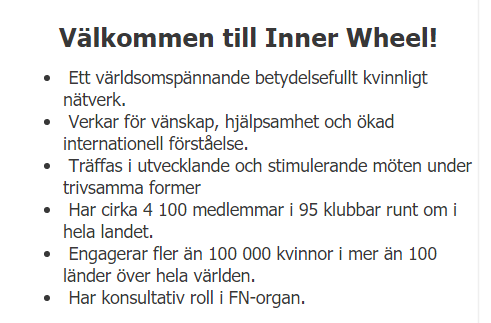 Välkommen till Inner Wheel!
• Ett världsomspännande betydelsefullt kvinnligt
nätverk.
• Verkar för vänskap, hjälpsamhet och ökad
internationell förståelse.
• Träffas i utvecklande och stimulerande möten under
trivsamma former
• Har cirka 4 100 medlemmar i 95 klubbar runt om i
hela landet.
• Engagerar fler än 100 000 kvinnor i mer än 100
länder över hela världen.
• Har konsultativ roll i FN-organ.